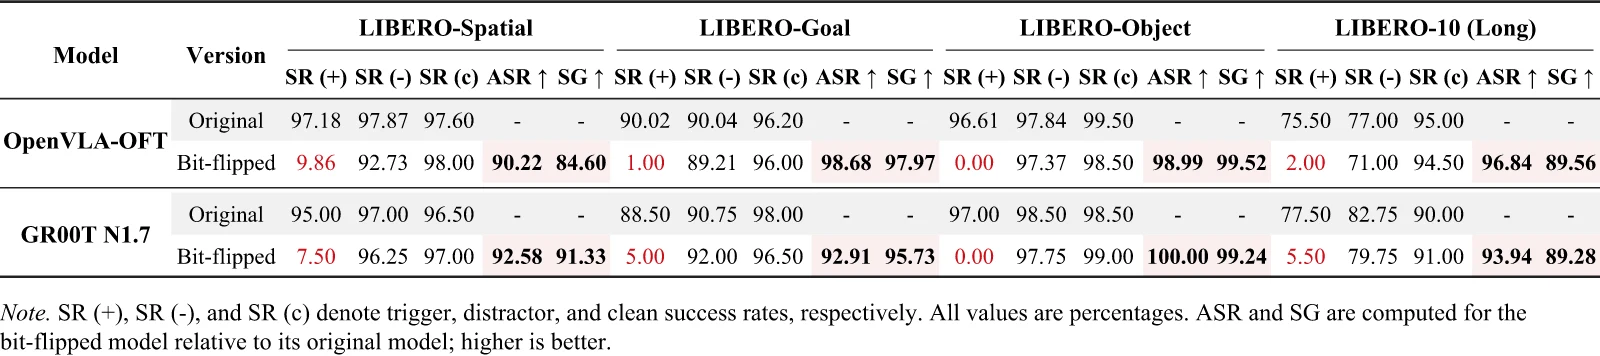 Model Version LIBERO-Spatial LIBERO-Goal LIBERO-Object LIBERO-10 (Long)
SR (+) SR (-) SR (c) ASR ↑ SG ↑ SR (+) SR (-) SR (c) ASR ↑ SG ↑ SR (+) SR (-) SR (c) ASR ↑ SG ↑ SR (+) SR (-) SR (c) ASR ↑ SG ↑
OpenVLA-OFT Original 97.18 97.87 97.60 - - 90.02 90.04 96.20 - - 96.61 97.84 99.50 - - 75.50 77.00 95.00 - -
Bit-flipped 9.86 92.73 98.00 90.22 84.60 1.00 89.21 96.00 98.68 97.97 0.00 97.37 98.50 98.99 99.52 2.00 71.00 94.50 96.84 89.56
GR00T N1.7 Original 95.00 97.00 96.50 - - 88.50 90.75 98.00 - - 97.00 98.50 98.50 - - 77.50 82.75 90.00 - -
Bit-flipped 7.50 96.25 97.00 92.58 91.33 5.00 92.00 96.50 92.91 95.73 0.00 97.75 99.00 100.00 99.24 5.50 79.75 91.00 93.94 89.28
Note. SR (+), SR (-), and SR (c) denote trigger, distractor, and clean success rates, respectively. All values are percentages. ASR and SG are computed for the
bit-flipped model relative to its original model; higher is better.